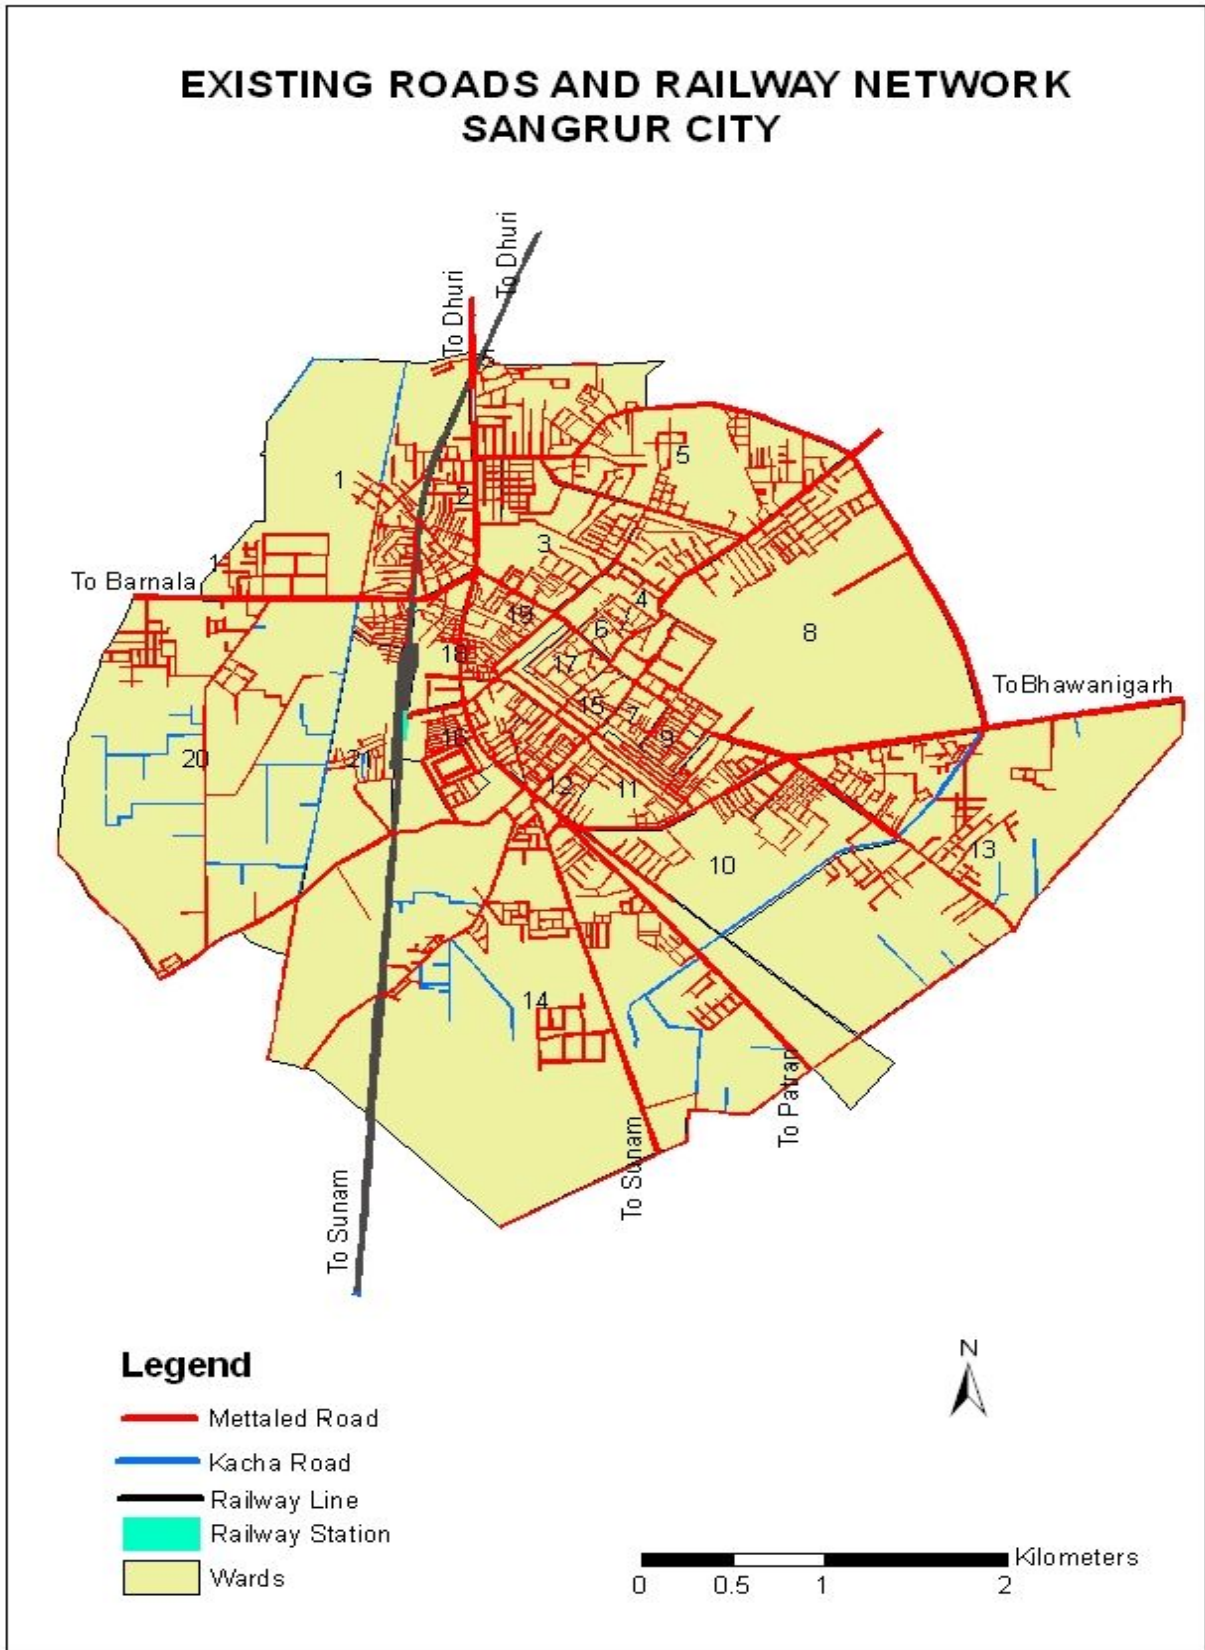 EXISTING ROADS AND RAILWAY NETWORK
SANGRUR CITY
To Dhuri
To Dhuri
5
5
1
2
3
1
To Barnala
4
19
6
8
18
17
ToBhawanigarh
15
7
16
9
20
21
12
11
10
13
14
To Patran
To Sunam
To Sunam
Legend
N
Mettaled Road
Kacha Road
Railway Line
Railway Station
Kilometers
Wards
0 0.5 1 2